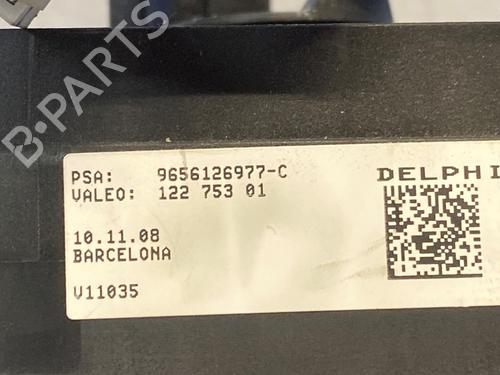 B-PARTS
PSA: 9656126977-C
VALEO: 122 753 01
DELPHI
10.11.08
BARCELONA
V11035